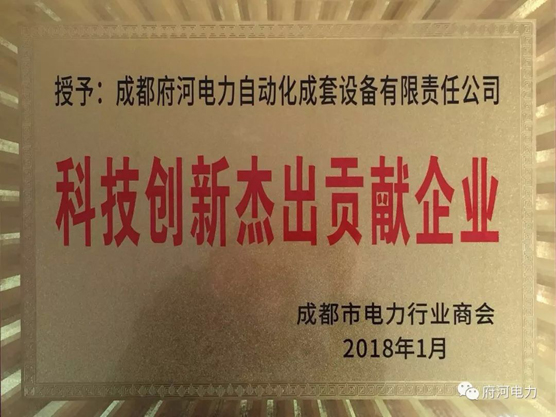 授予：成都府河电力自动化成套设备有限责任公司
科技创新杰出贡献企业
成都市电力行业商会
2018年1月
府河电力